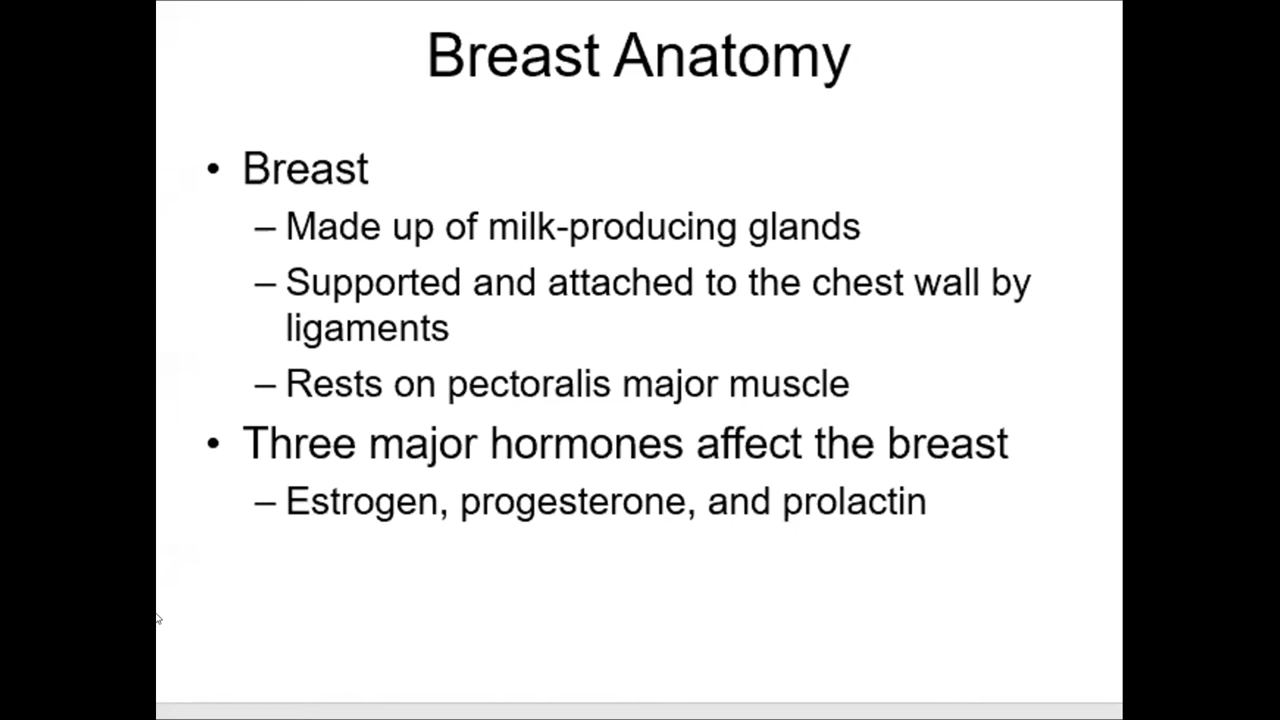 Breast Anatomy
• Breast
– Made up of milk-producing glands
– Supported and attached to the chest wall by
ligaments
– Rests on pectoralis major muscle
• Three major hormones affect the breast
– Estrogen, progesterone, and prolactin